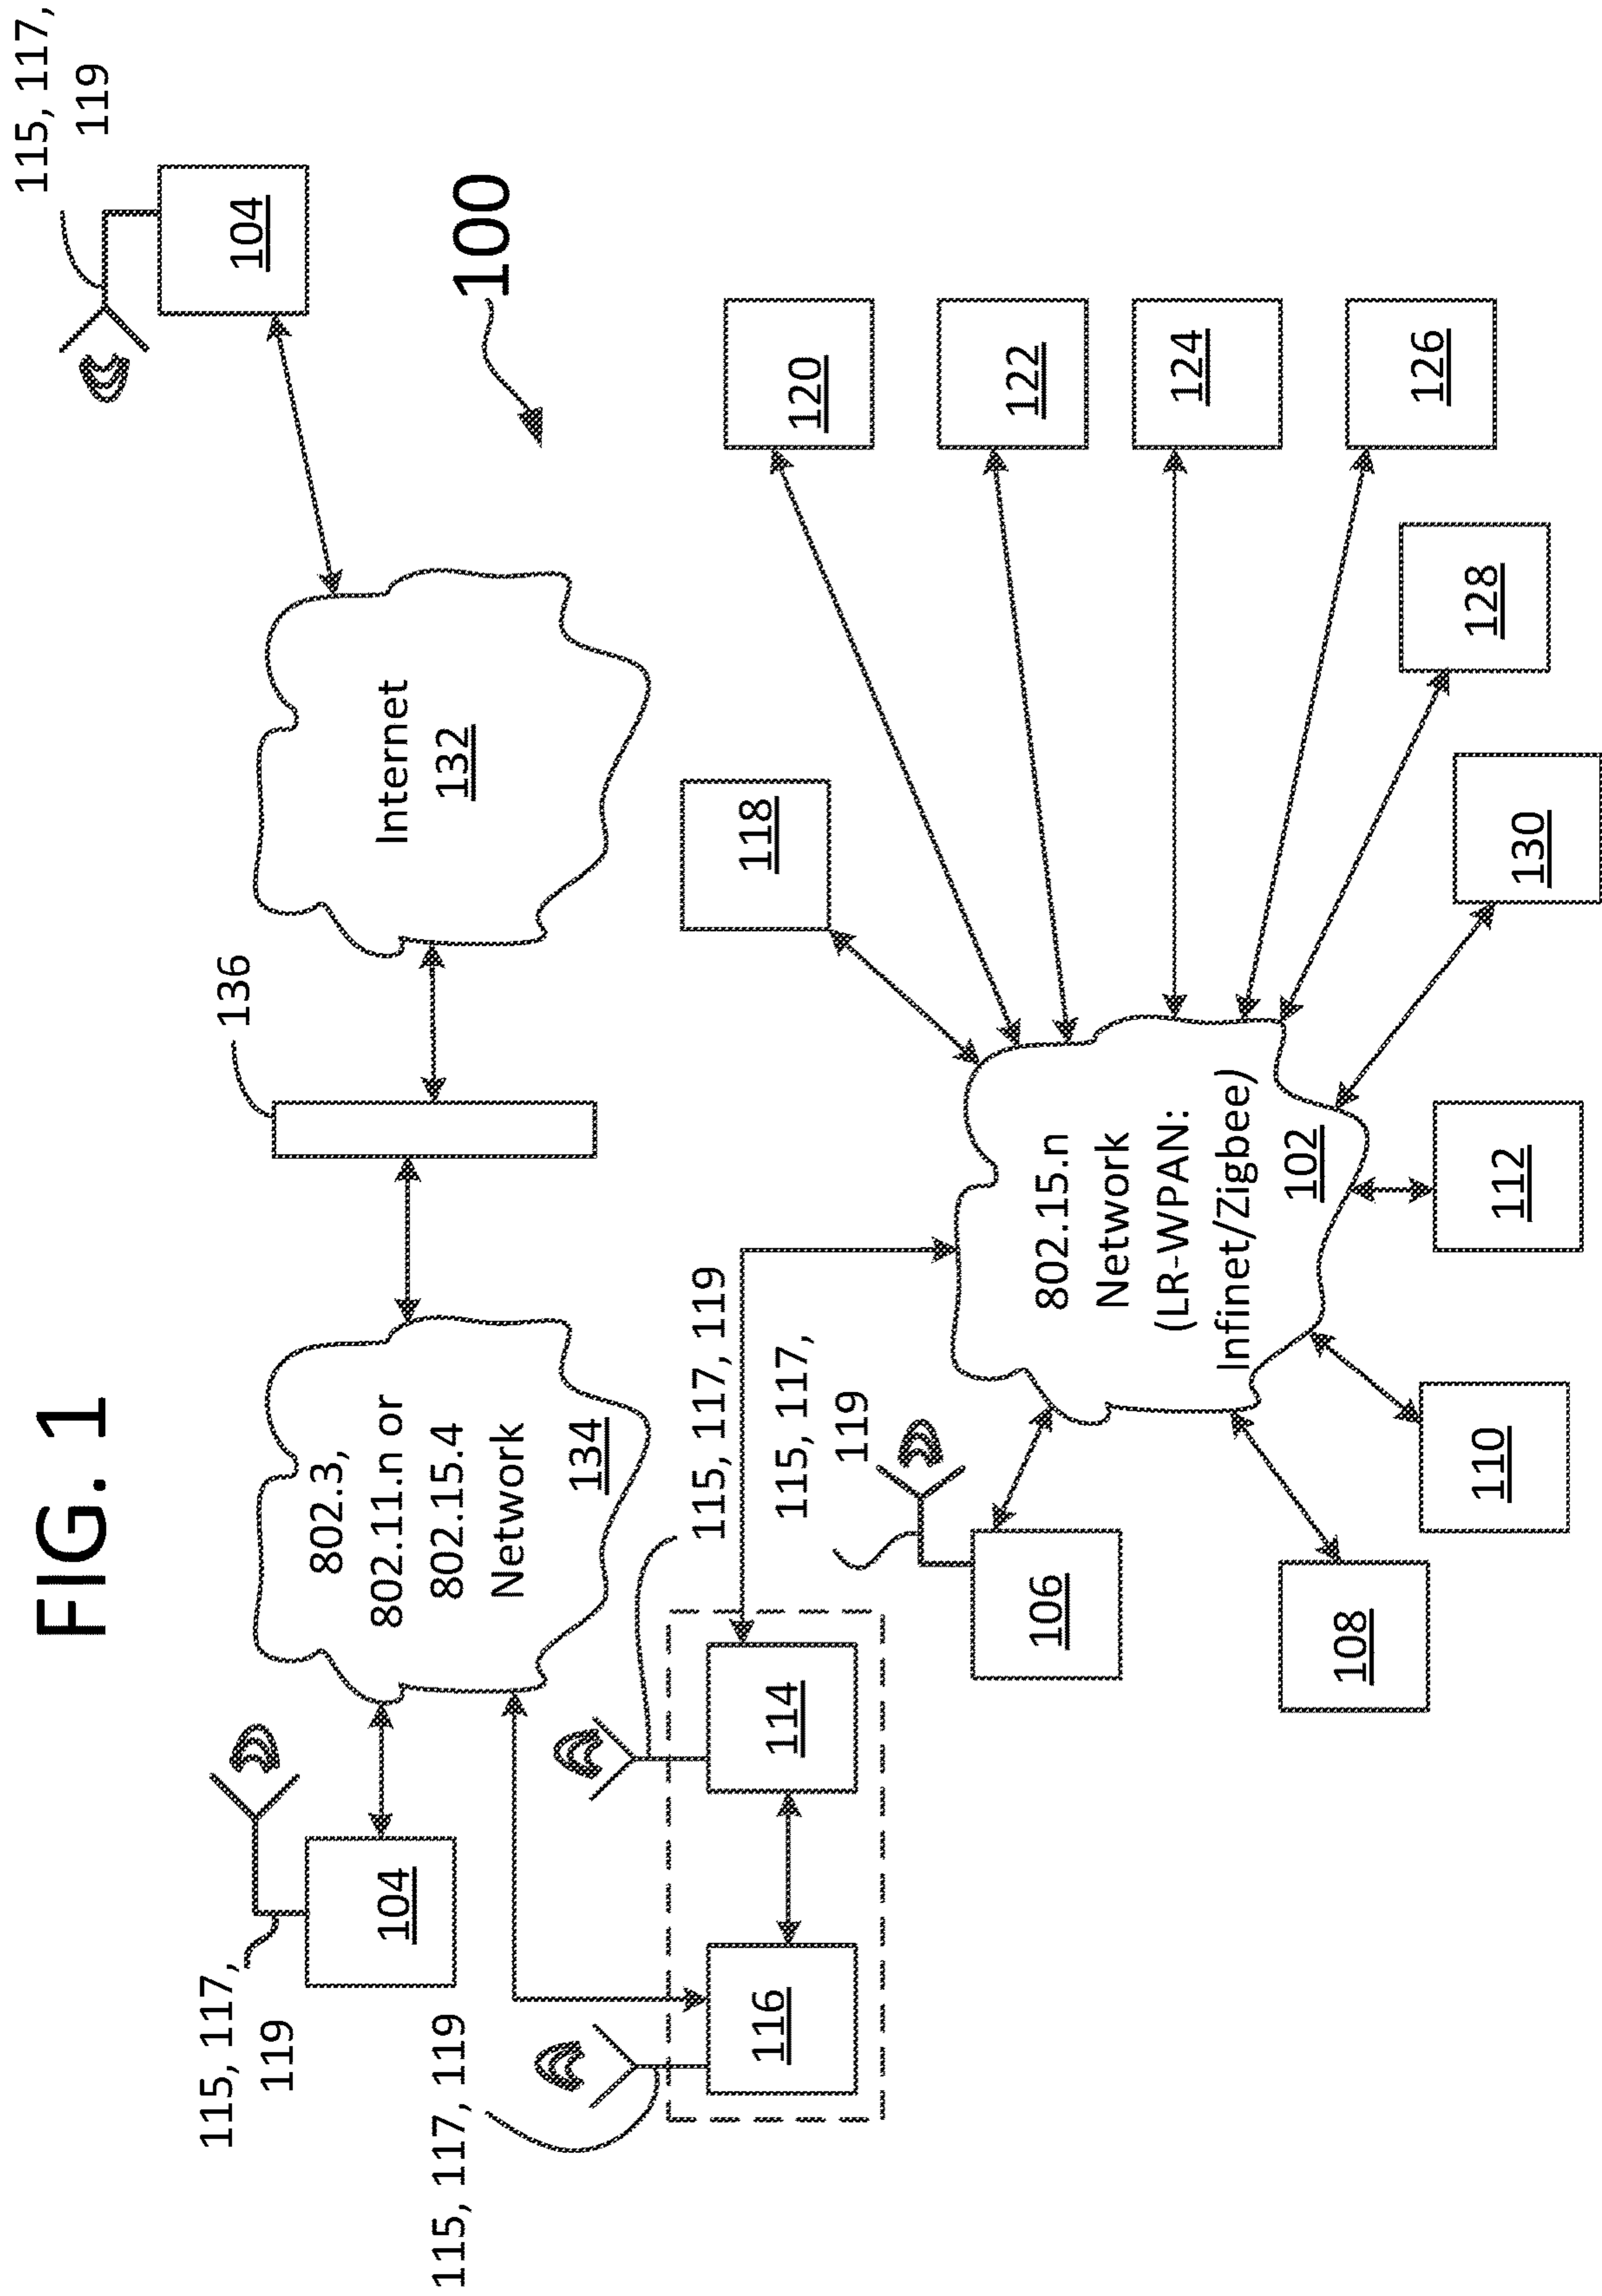 FIG. 1
115, 117,
119
104
802.3,
802.11.n or
802.15.4
Network
134
136
Internet
132
115, 117,
119
104
100
115, 117, 119
116
114
115, 117, 119
115, 117,
119
106
108
110
112
802.15.n
Network
(LR-WPAN:
Infinet/Zigbee)
102
118
120
122
124
126
128
130